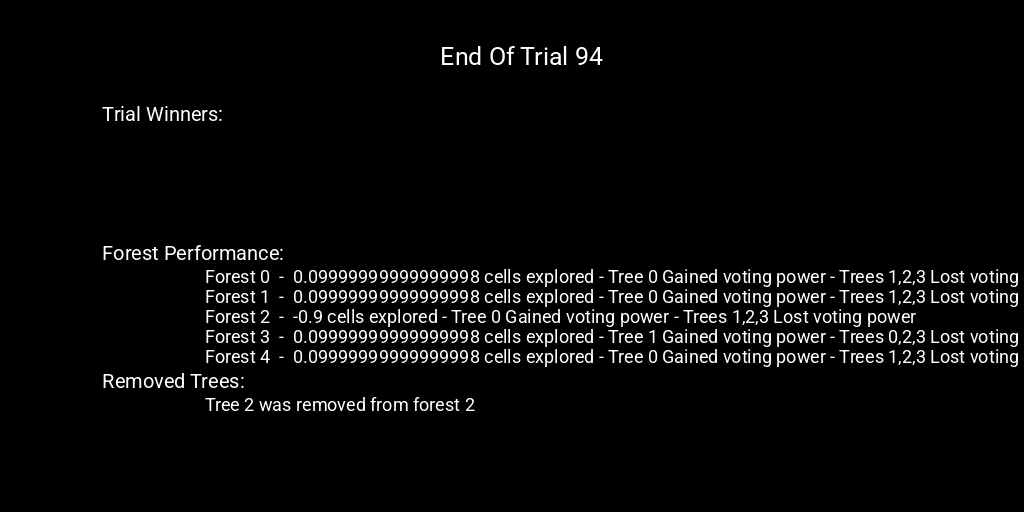 End Of Trial 94
Trial Winners:
Forest Performance:
Forest 0 - 0.09999999999999998 cells explored - Tree 0 Gained voting power - Trees 1,2,3 Lost voting
Forest 1 - 0.09999999999999998 cells explored - Tree 0 Gained voting power - Trees 1,2,3 Lost voting
Forest 2 - -0.9 cells explored - Tree 0 Gained voting power - Trees 1,2,3 Lost voting power
Forest 3 - 0.09999999999999998 cells explored - Tree 1 Gained voting power - Trees 0,2,3 Lost voting
Forest 4 - 0.09999999999999998 cells explored - Tree 0 Gained voting power - Trees 1,2,3 Lost voting
Removed Trees:
Tree 2 was removed from forest 2